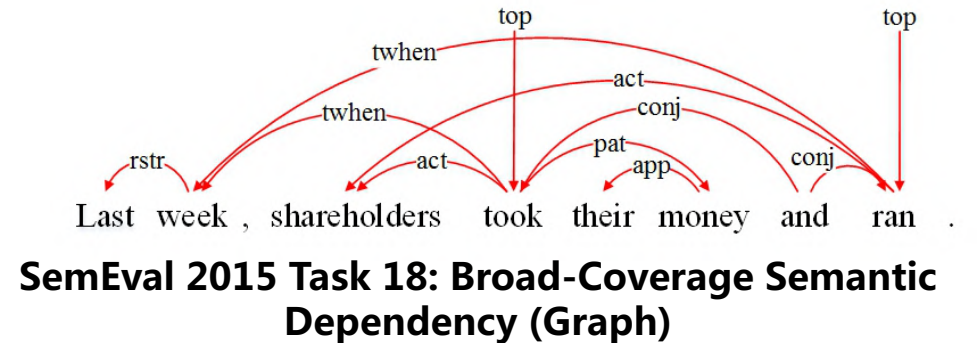 top top
twhen
act
twhen conj
rstr act pat app conj
Last week , shareholders took their money and ran .
SemEval 2015 Task 18: Broad-Coverage Semantic
Dependency (Graph)